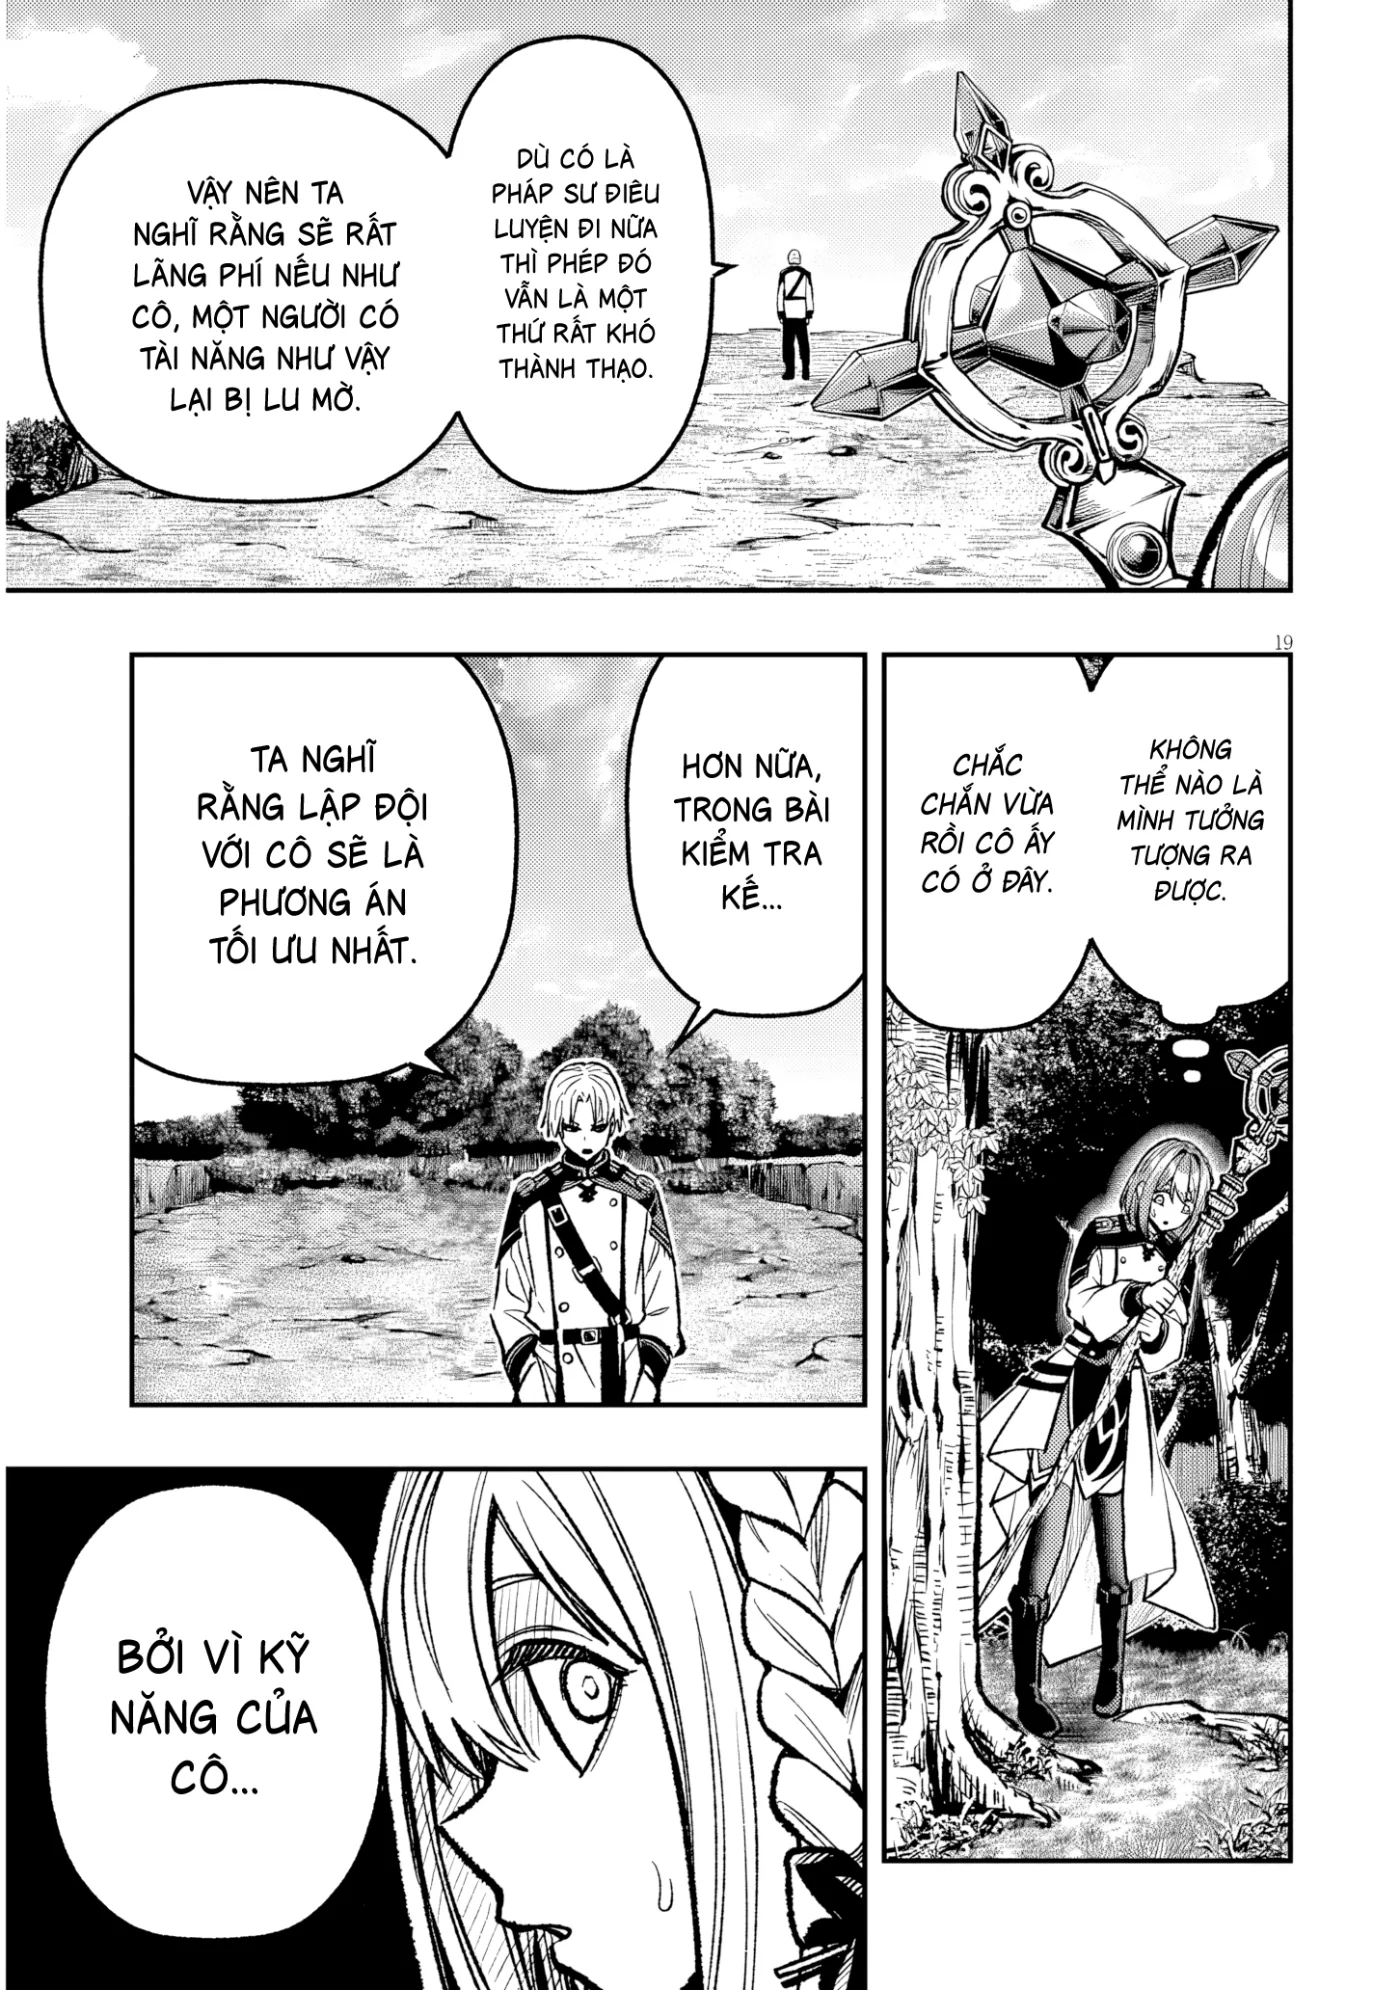 DÙ CÓ LÀ
PHÁP SƯ ĐIÊU
LUYỆN ĐI NỮA
THÌ PHÉP ĐÓ
VẪN LÀ MỘT
THỨ RẤT KHÓ
THÀNH THẠO.
VẬY NÊN TA
NGHĨ RẰNG SẼ RẤT
LÃNG PHÍ NẾU NHƯ
CÔ, MỘT NGƯỜI CÓ
TÀI NĂNG NHƯ VẬY
LẠI BỊ LU MỜ.
19
KHÔNG
THỂ NÀO LÀ
MÌNH TƯỞNG
TƯỢNG RA
ĐƯỢC.
CHẮC
CHẮN VỪA
RỒI CÔ ẤY
CÓ Ở ĐÂY.
HƠN NỮA,
TRONG BÀI
KIỂM TRA
KẾ...
TA NGHĨ
RẰNG LẬP ĐỘI
VỚI CÔ SẼ LÀ
PHƯƠNG ÁN
TỐI ƯU NHẤT.
BỞI VÌ KỸ
NĂNG CỦA
CÔ...